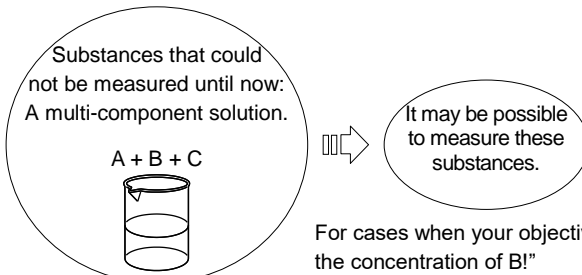 Substances that could
not be measured until now:
A multi-component solution.
A + B + C
It may be possible
to measure these
substances.
For cases when your
the concentration of B!”